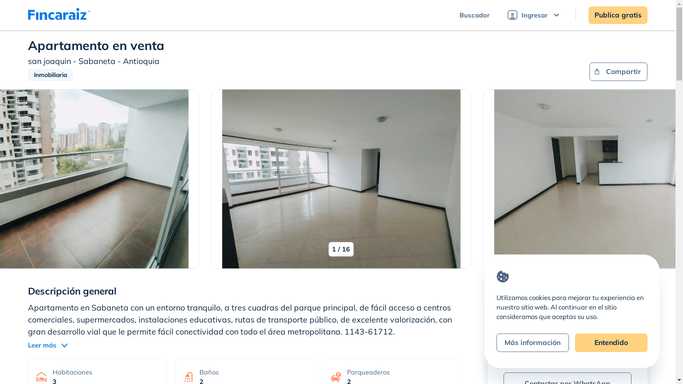 Fincaraiz
Buscador
Ingresar
Publica gratis
Apartamento en venta
san joaquin - Sabaneta - Antioquia
Inmobiliaria
Compartir
1 / 16
Descripción general
Apartamento en Sabaneta con un entorno tranquilo, a tres cuadras del parque principal, de fácil acceso a centros
comerciales, supermercados, instalaciones educativas, rutas de transporte público, de excelente valorización, con
gran desarrollo vial que le permite fácil conectividad con todo el área metropolitana. 1143-61712.
Leer más
Habitaciones
3
Baños
2
Parqueaderos
2
Utilizamos cookies para mejorar tu experiencia en
nuestro sitio web. Al continuar en el sitio
consideramos que aceptas su uso.
Más información
Entendido
Contactar por WhatsApp